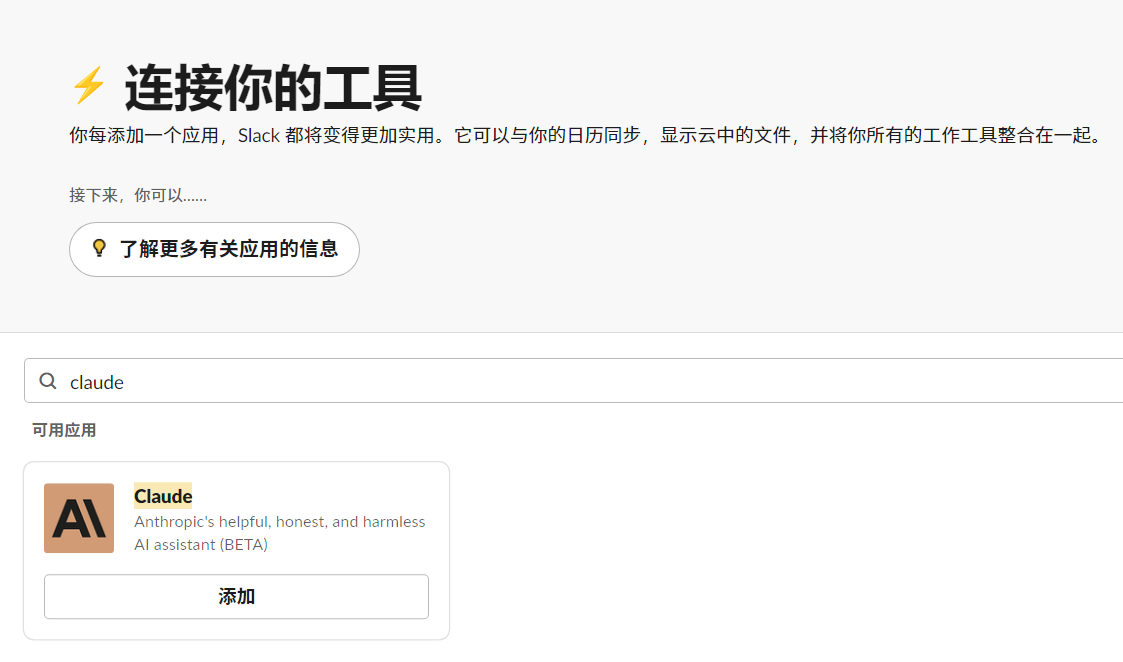 ⚡ 连接你的工具
你每添加一个应用，Slack 都将变得更加实用。它可以与你的日历同步，显示云中的文件，并将你所有的工作工具整合在一起。
接下来，你可以......
💡 了解更多有关应用的信息
claude
可用应用
A\
Claude
Anthropic's helpful, honest, and harmless
AI assistant (BETA)
添加